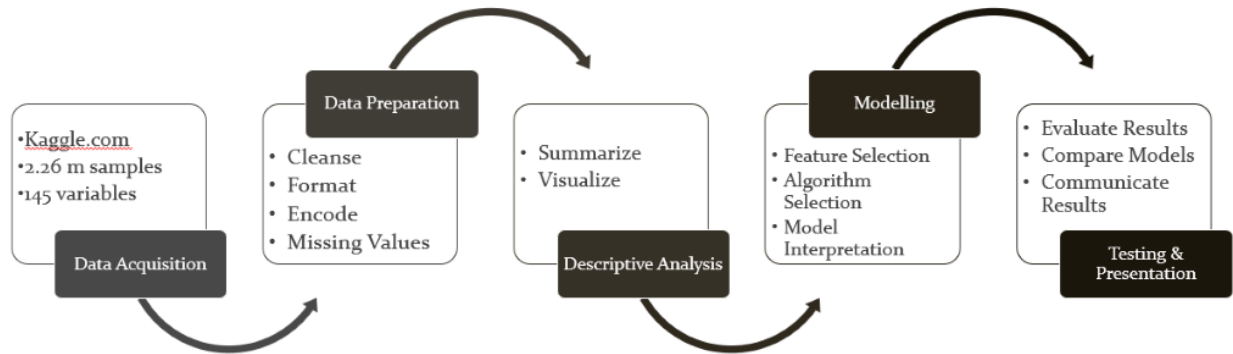 •Kaggle.com
•2.26 m samples
•145 variables
Data Acquisition
Data Preparation
• Cleanse
• Format
• Encode
• Missing Values
• Summarize
• Visualize
Descriptive Analysis
Modelling
• Feature Selection
• Algorithm
Selection
• Model
Interpretation
• Evaluate Results
• Compare Models
• Communicate
Results
Testing &
Presentation